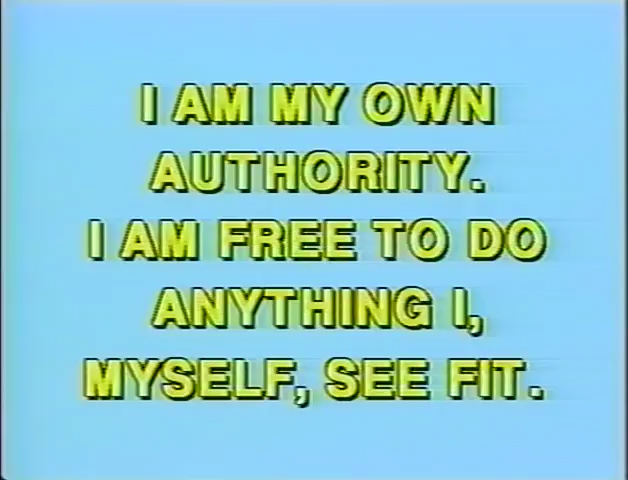 I AM MY OWN
AUTHORITY.
I AM FREE TO DO
ANYTHING I,
MYSELF, SEE FIT.